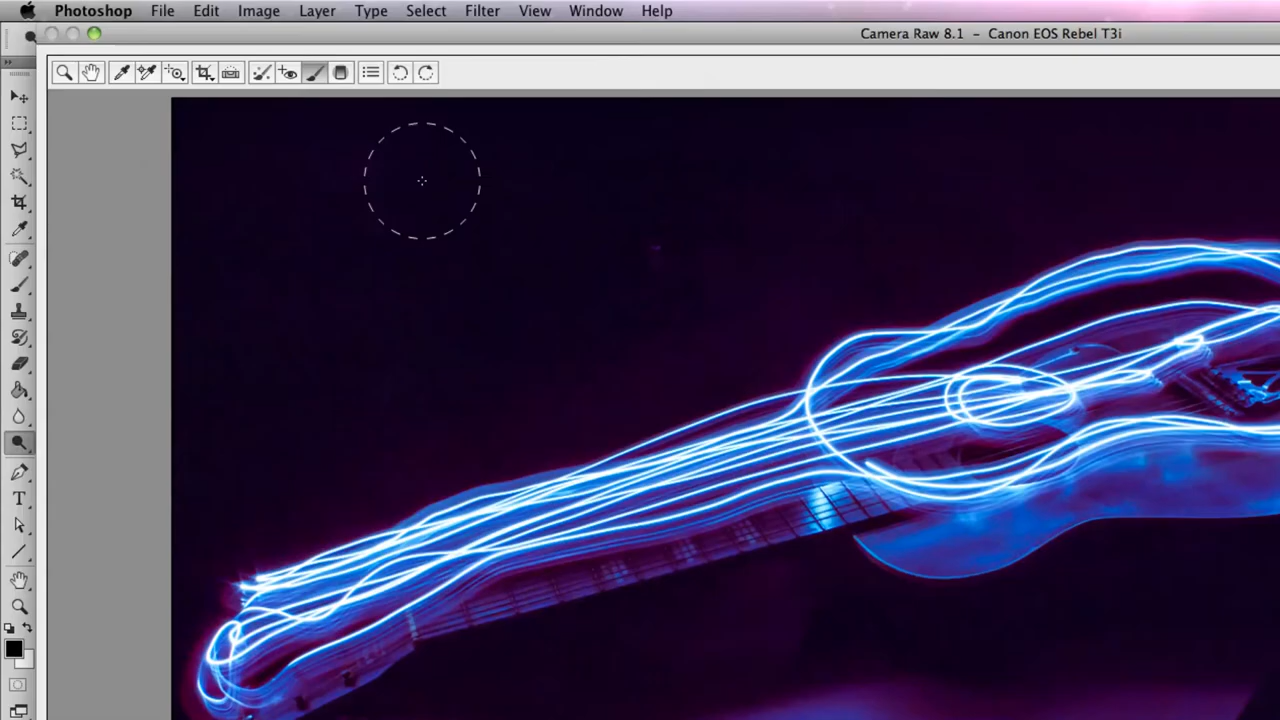 Photoshop File Edit Image Layer Type Select Filter View Window Help
Camera Raw 8.1 - Canon EOS Rebel T3i
T